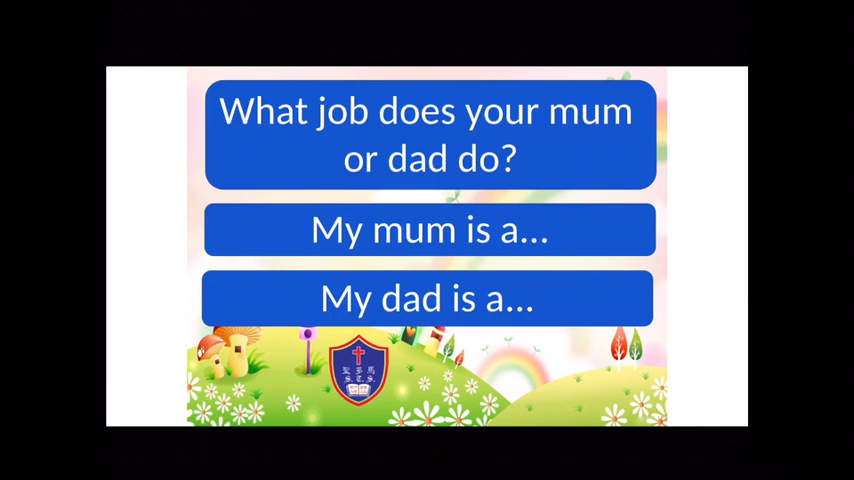 What job does your mum
or dad do?
My mum is a...
My dad is a...